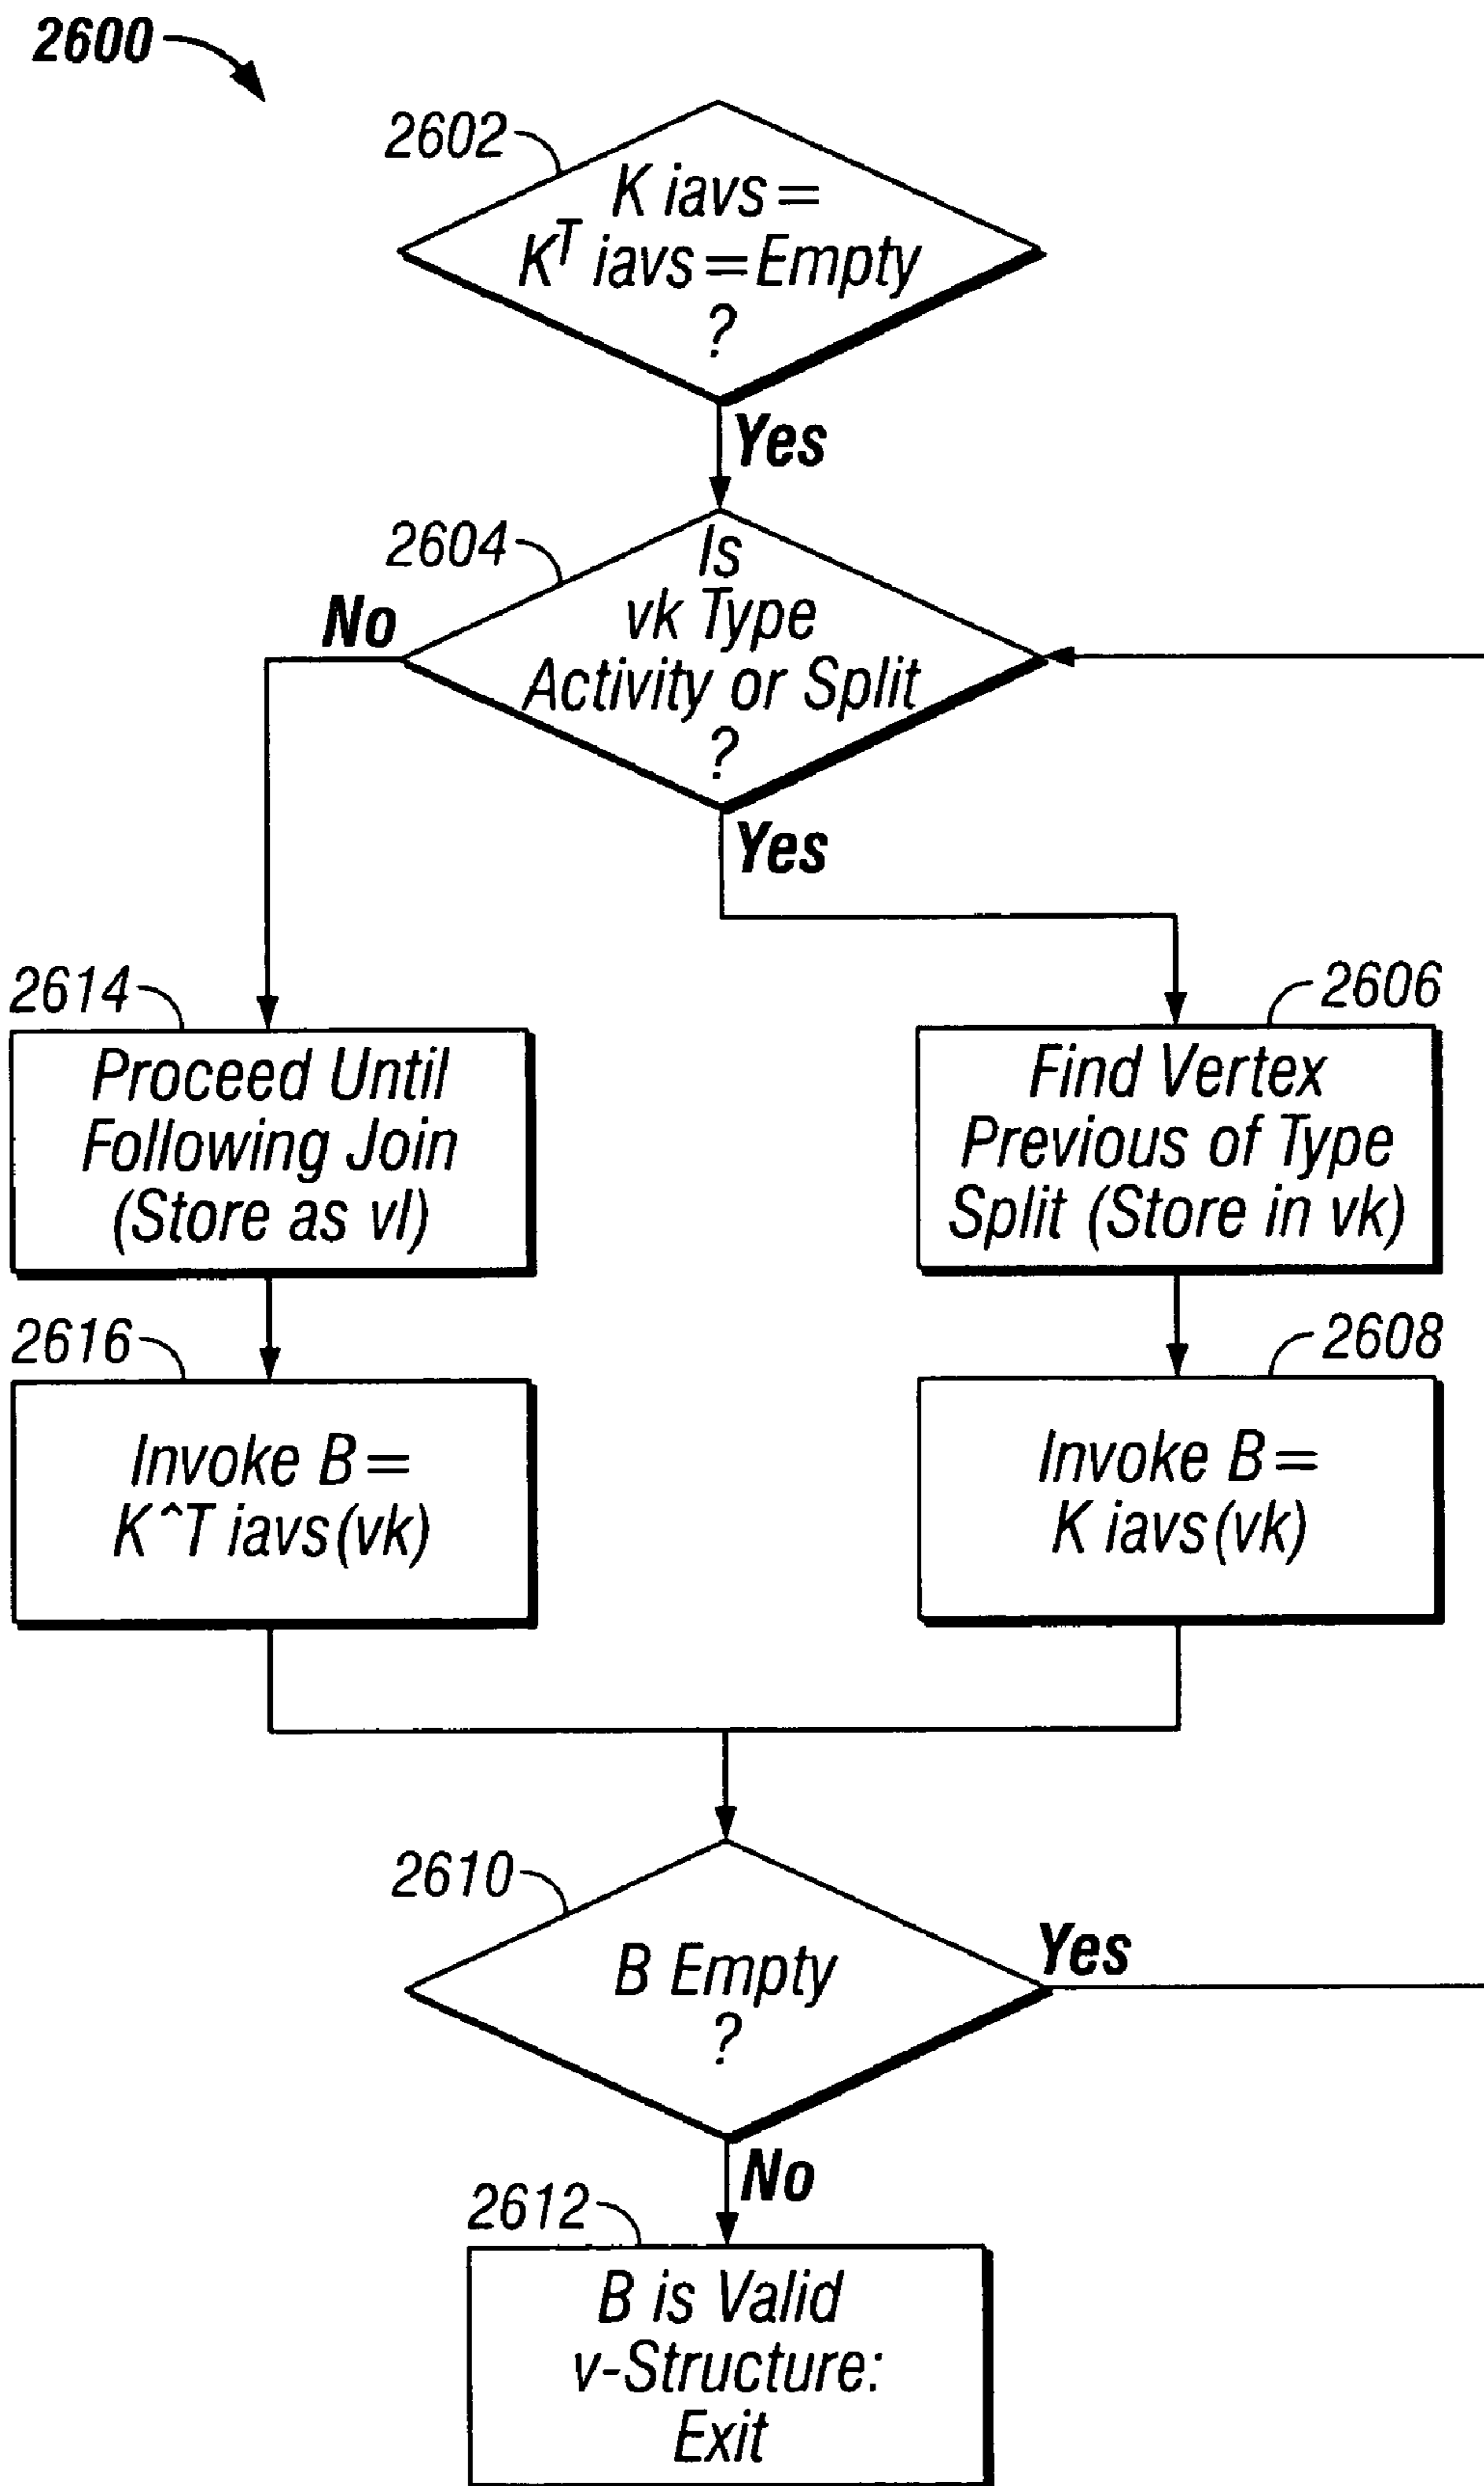 2600
2602
K iavs =
K^T iavs = Empty
?
Yes
2604
Is
vk Type
Activity or Split
?
No
Yes
2614
Proceed Until
Following Join
(Store as vl)
2606
Find Vertex
Previous of Type
Split (Store in vk)
2616
Invoke B =
K^T iavs (vk)
2608
Invoke B =
K iavs (vk)
2610
B Empty
?
Yes
No
2612
B is Valid
v-Structure:
Exit